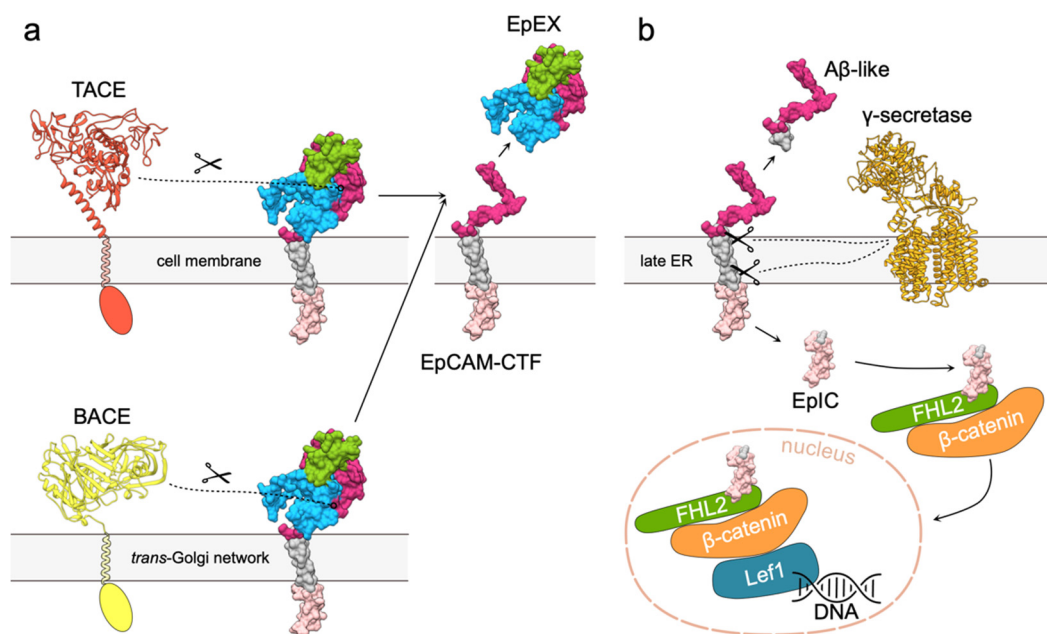 a
EpEX
TACE
cell membrane
EpCAM-CTF
BACE
trans-Golgi network
b
Aβ-like
γ-secretase
late ER
EpIC
FHL2
β-catenin
nucleus
FHL2
β-catenin
Lef1
DNA